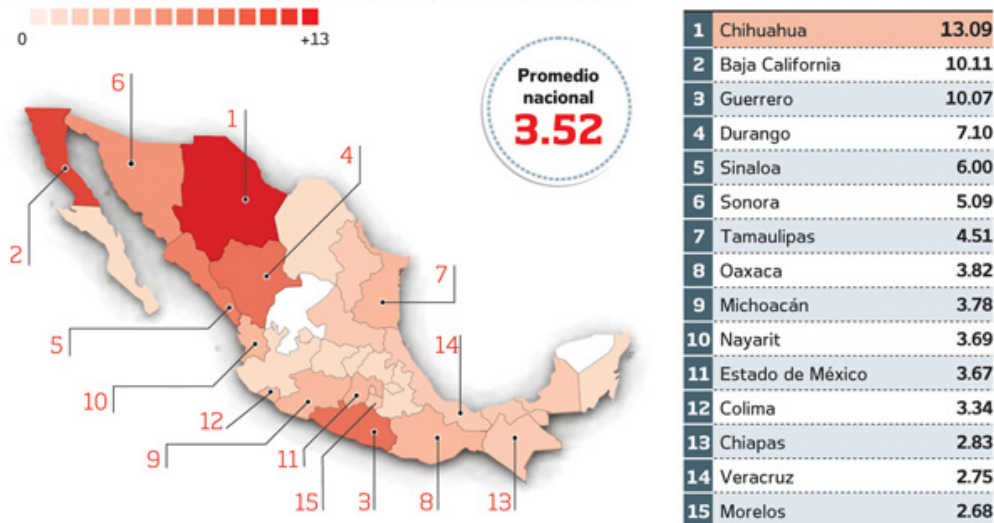 0
+13
Promedio
nacional
3.52
6
1
4
2
7
5
14
10
12
9
11
15
3
8
13
1 Chihuahua 13.09
2 Baja California 10.11
3 Guerrero 10.07
4 Durango 7.10
5 Sinaloa 6.00
6 Sonora 5.09
7 Tamaulipas 4.51
8 Oaxaca 3.82
9 Michoacán 3.78
10 Nayarit 3.69
11 Estado de México 3.67
12 Colima 3.34
13 Chiapas 2.83
14 Veracruz 2.75
15 Morelos 2.68